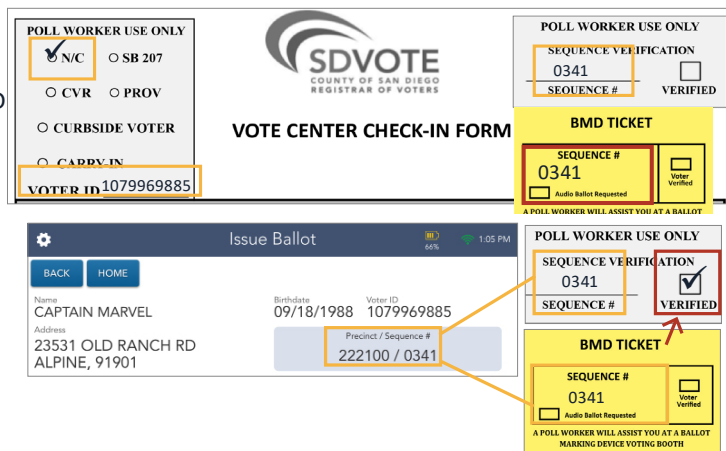 POLL WORKER USE ONLY
N/C SB 207
CVR PROV
CURBSIDE VOTER
CARRY-IN
VOTER ID 1079969885
SDVOTE
COUNTY OF SAN DIEGO
REGISTRAR OF VOTERS
VOTE CENTER CHECK-IN FORM
POLL WORKER USE ONLY
SEQUENCE VERIFICATION
0341
SEQUENCE # VERIFIED
BMD TICKET
SEQUENCE #
0341
Audio Ballot Requested
Voter
Verified
A POLL WORKER WILL ASSIST YOU AT A BALLOT
Issue Ballot 66% 1:05 PM
BACK HOME
Name Birthdate Voter ID
CAPTAIN MARVEL 09/18/1988 1079969885
Address
23531 OLD RANCH RD
ALPINE, 91901
Precinct / Sequence #
222100 / 0341
POLL WORKER USE ONLY
SEQUENCE VERIFICATION
0341
SEQUENCE # VERIFIED
BMD TICKET
SEQUENCE #
0341
Audio Ballot Requested
Voter
Verified
A POLL WORKER WILL ASSIST YOU AT A BALLOT
MARKING DEVICE VOTING BOOTH